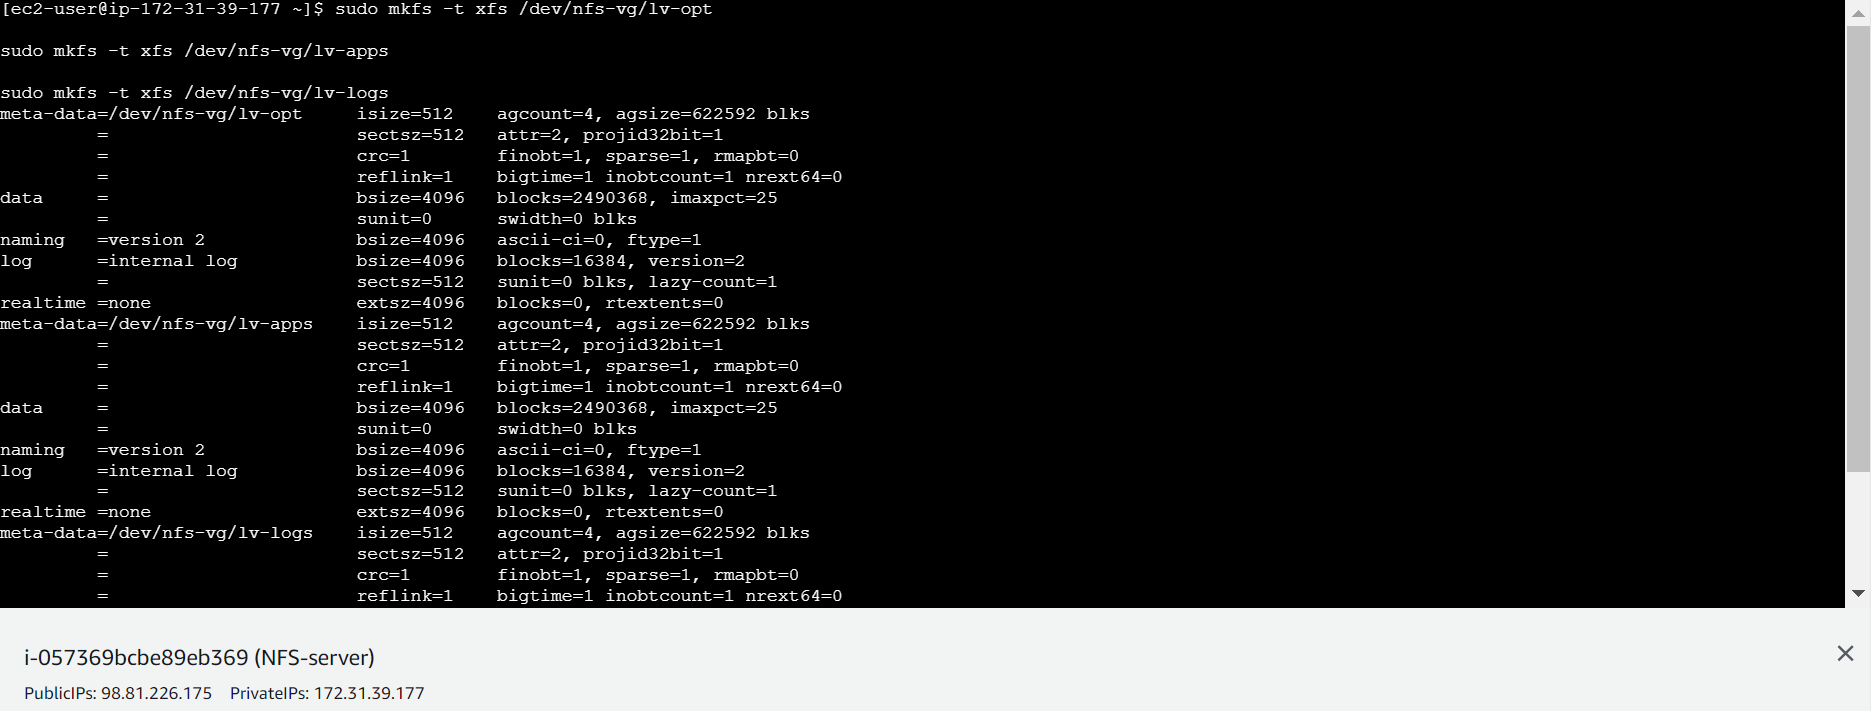 [ec2-user@ip-172-31-39-177 ~]$ sudo mkfs -t xfs /dev/nfs-vg/lv-opt
sudo mkfs -t xfs /dev/nfs-vg/lv-apps
sudo mkfs -t xfs /dev/nfs-vg/lv-logs
meta-data=/dev/nfs-vg/lv-opt     isize=512    agcount=4, agsize=622592 blks
         =                       sectsz=512   attr=2, projid32bit=1
         =                       crc=1        finobt=1, sparse=1, rmapbt=0
         =                       reflink=1    bigtime=1 inobtcount=1 nrext64=0
data     =                       bsize=4096   blocks=2490368, imaxpct=25
         =                       sunit=0      swidth=0 blks
naming   =version 2              bsize=4096   ascii-ci=0, ftype=1
log      =internal log           bsize=4096   blocks=16384, version=2
         =                       sectsz=512   sunit=0 blks, lazy-count=1
realtime =none                   extsz=4096   blocks=0, rtextents=0
meta-data=/dev/nfs-vg/lv-apps    isize=512    agcount=4, agsize=622592 blks
         =                       sectsz=512   attr=2, projid32bit=1
         =                       crc=1        finobt=1, sparse=1, rmapbt=0
         =                       reflink=1    bigtime=1 inobtcount=1 nrext64=0
data     =                       bsize=4096   blocks=2490368, imaxpct=25
         =                       sunit=0      swidth=0 blks
naming   =version 2              bsize=4096   ascii-ci=0, ftype=1
log      =internal log           bsize=4096   blocks=16384, version=2
         =                       sectsz=512   sunit=0 blks, lazy-count=1
realtime =none                   extsz=4096   blocks=0, rtextents=0
meta-data=/dev/nfs-vg/lv-logs    isize=512    agcount=4, agsize=622592 blks
         =                       sectsz=512   attr=2, projid32bit=1
         =                       crc=1        finobt=1, sparse=1, rmapbt=0
         =                       reflink=1    bigtime=1 inobtcount=1 nrext64=0
i-057369bcbe89eb369 (NFS-server)
PublicIPs: 98.81.226.175 PrivateIPs: 172.31.39.177